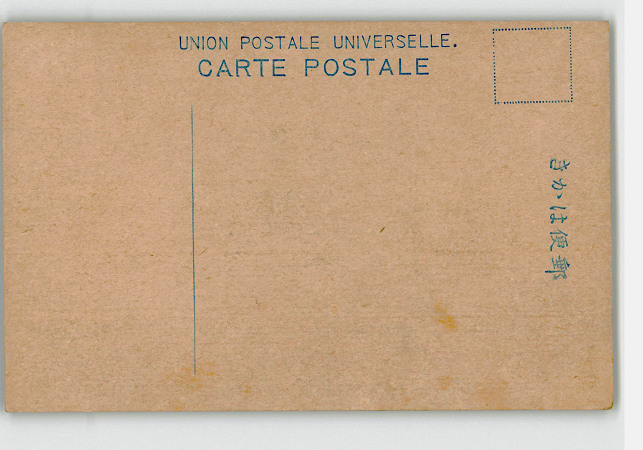 UNION POSTALE UNIVERSELLE.
CARTE POSTALE
郵便はかき